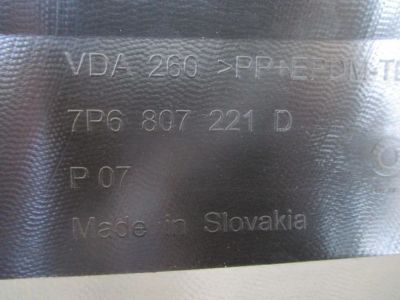 VDA 260 >PP+EPDM-T
7P6 807 221 D
P 07
Made in Slovakia